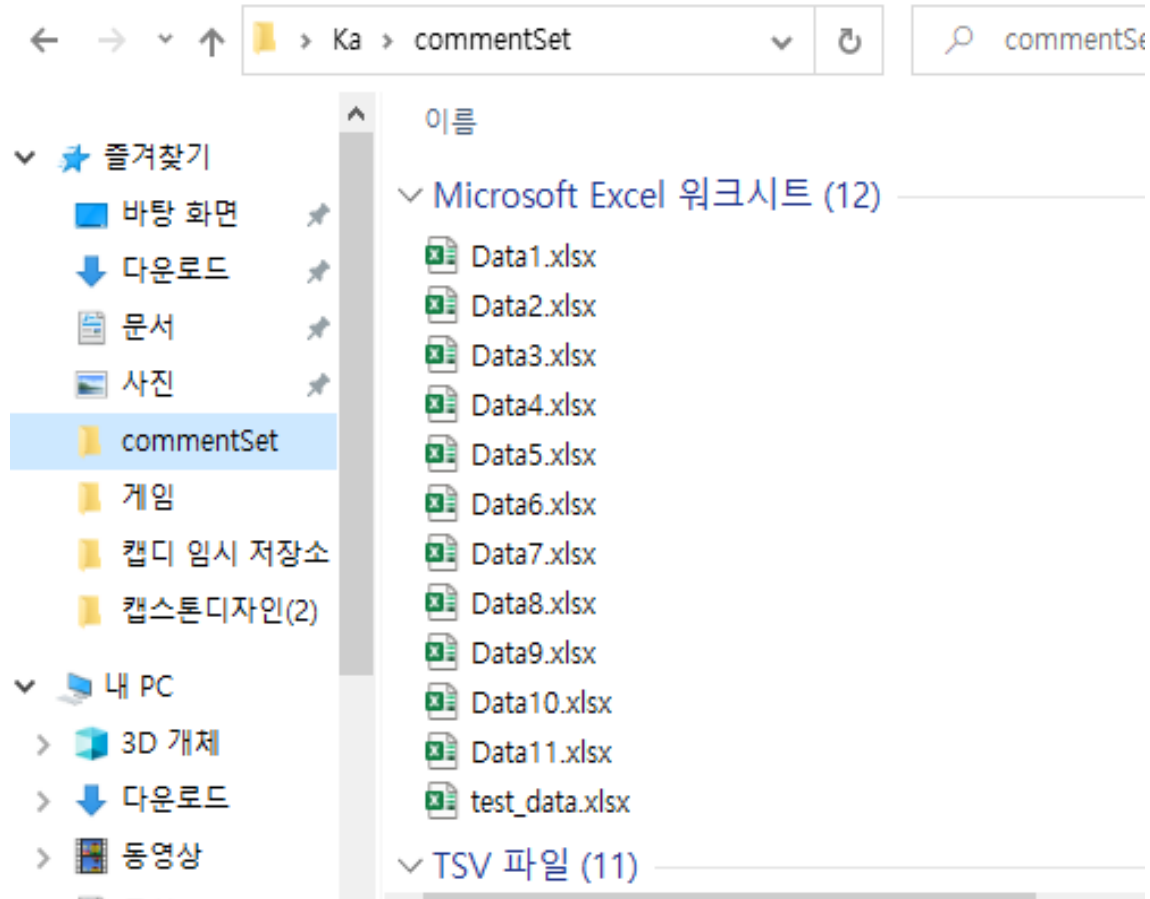 Ka > commentSet
commentSe
즐겨찾기
바탕 화면
다운로드
문서
사진
commentSet
게임
캡디 임시 저장소
캡스톤디자인(2)
내 PC
3D 개체
다운로드
동영상
이름
Microsoft Excel 워크시트 (12)
Data1.xlsx
Data2.xlsx
Data3.xlsx
Data4.xlsx
Data5.xlsx
Data6.xlsx
Data7.xlsx
Data8.xlsx
Data9.xlsx
Data10.xlsx
Data11.xlsx
test_data.xlsx
TSV 파일 (11)